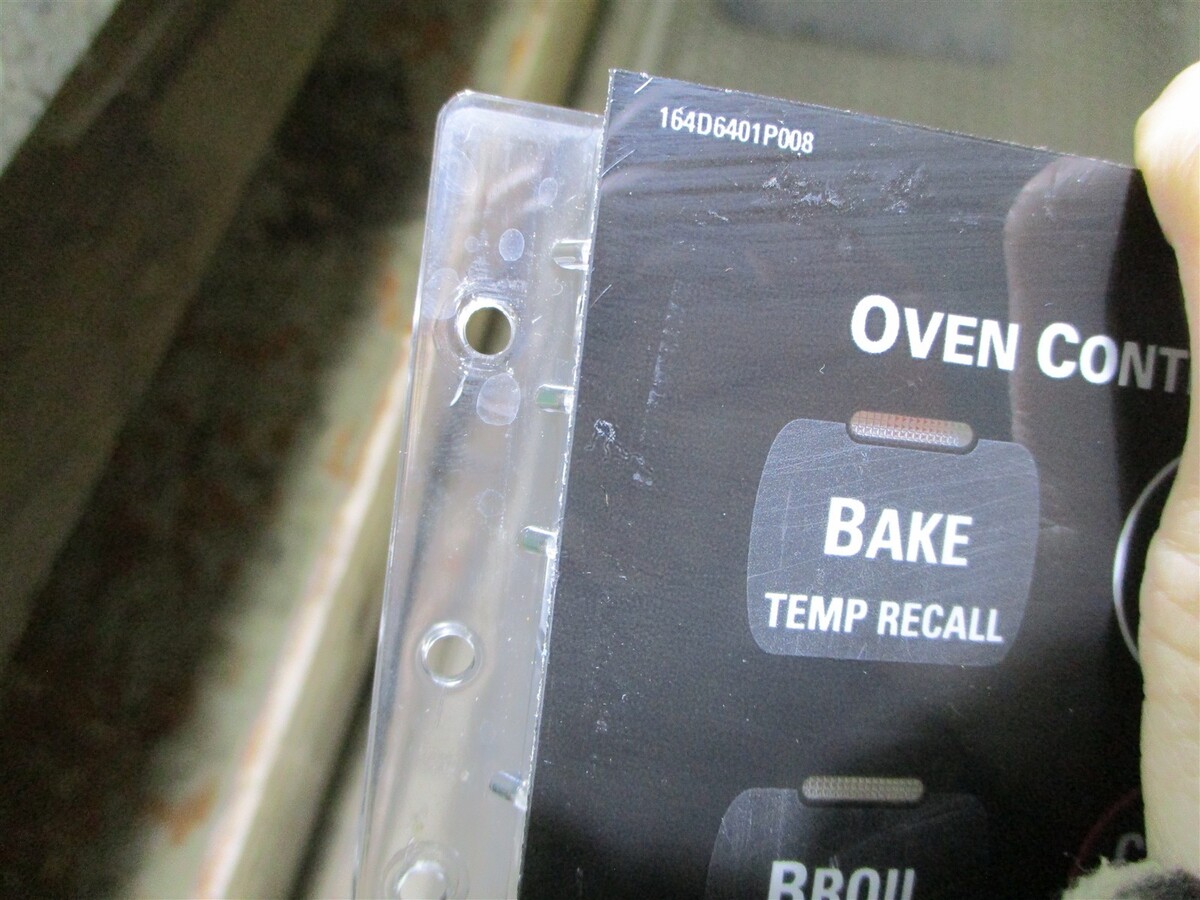 164D6401P008
OVEN CONT
BAKE
TEMP RECALL
BROIL